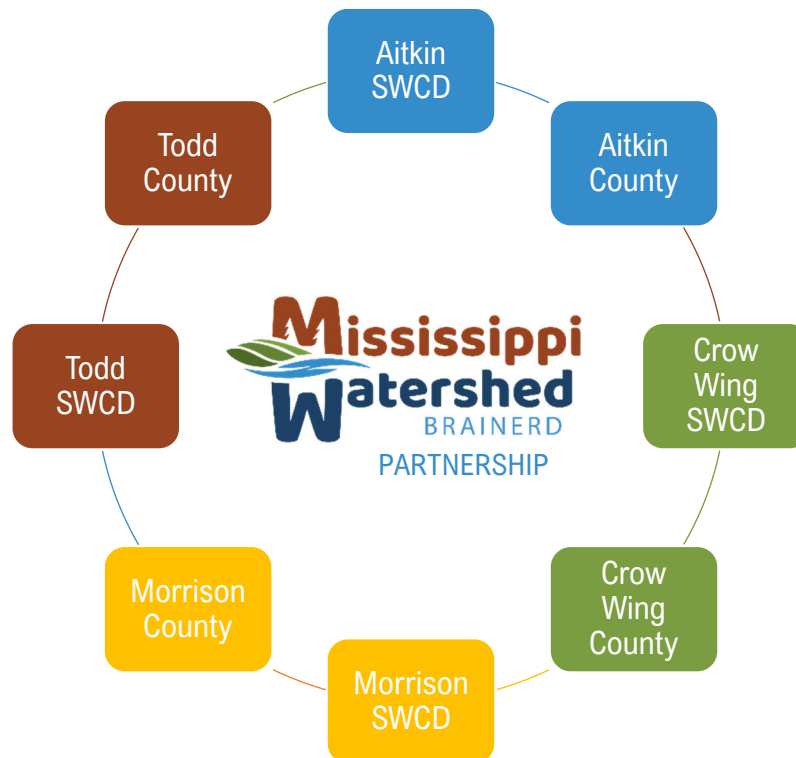 Aitkin
SWCD
Aitkin
County
Crow
Wing
SWCD
Crow
Wing
County
Morrison
SWCD
Morrison
County
Todd
SWCD
Todd
County
Mississippi
Watershed
BRAINERD
PARTNERSHIP